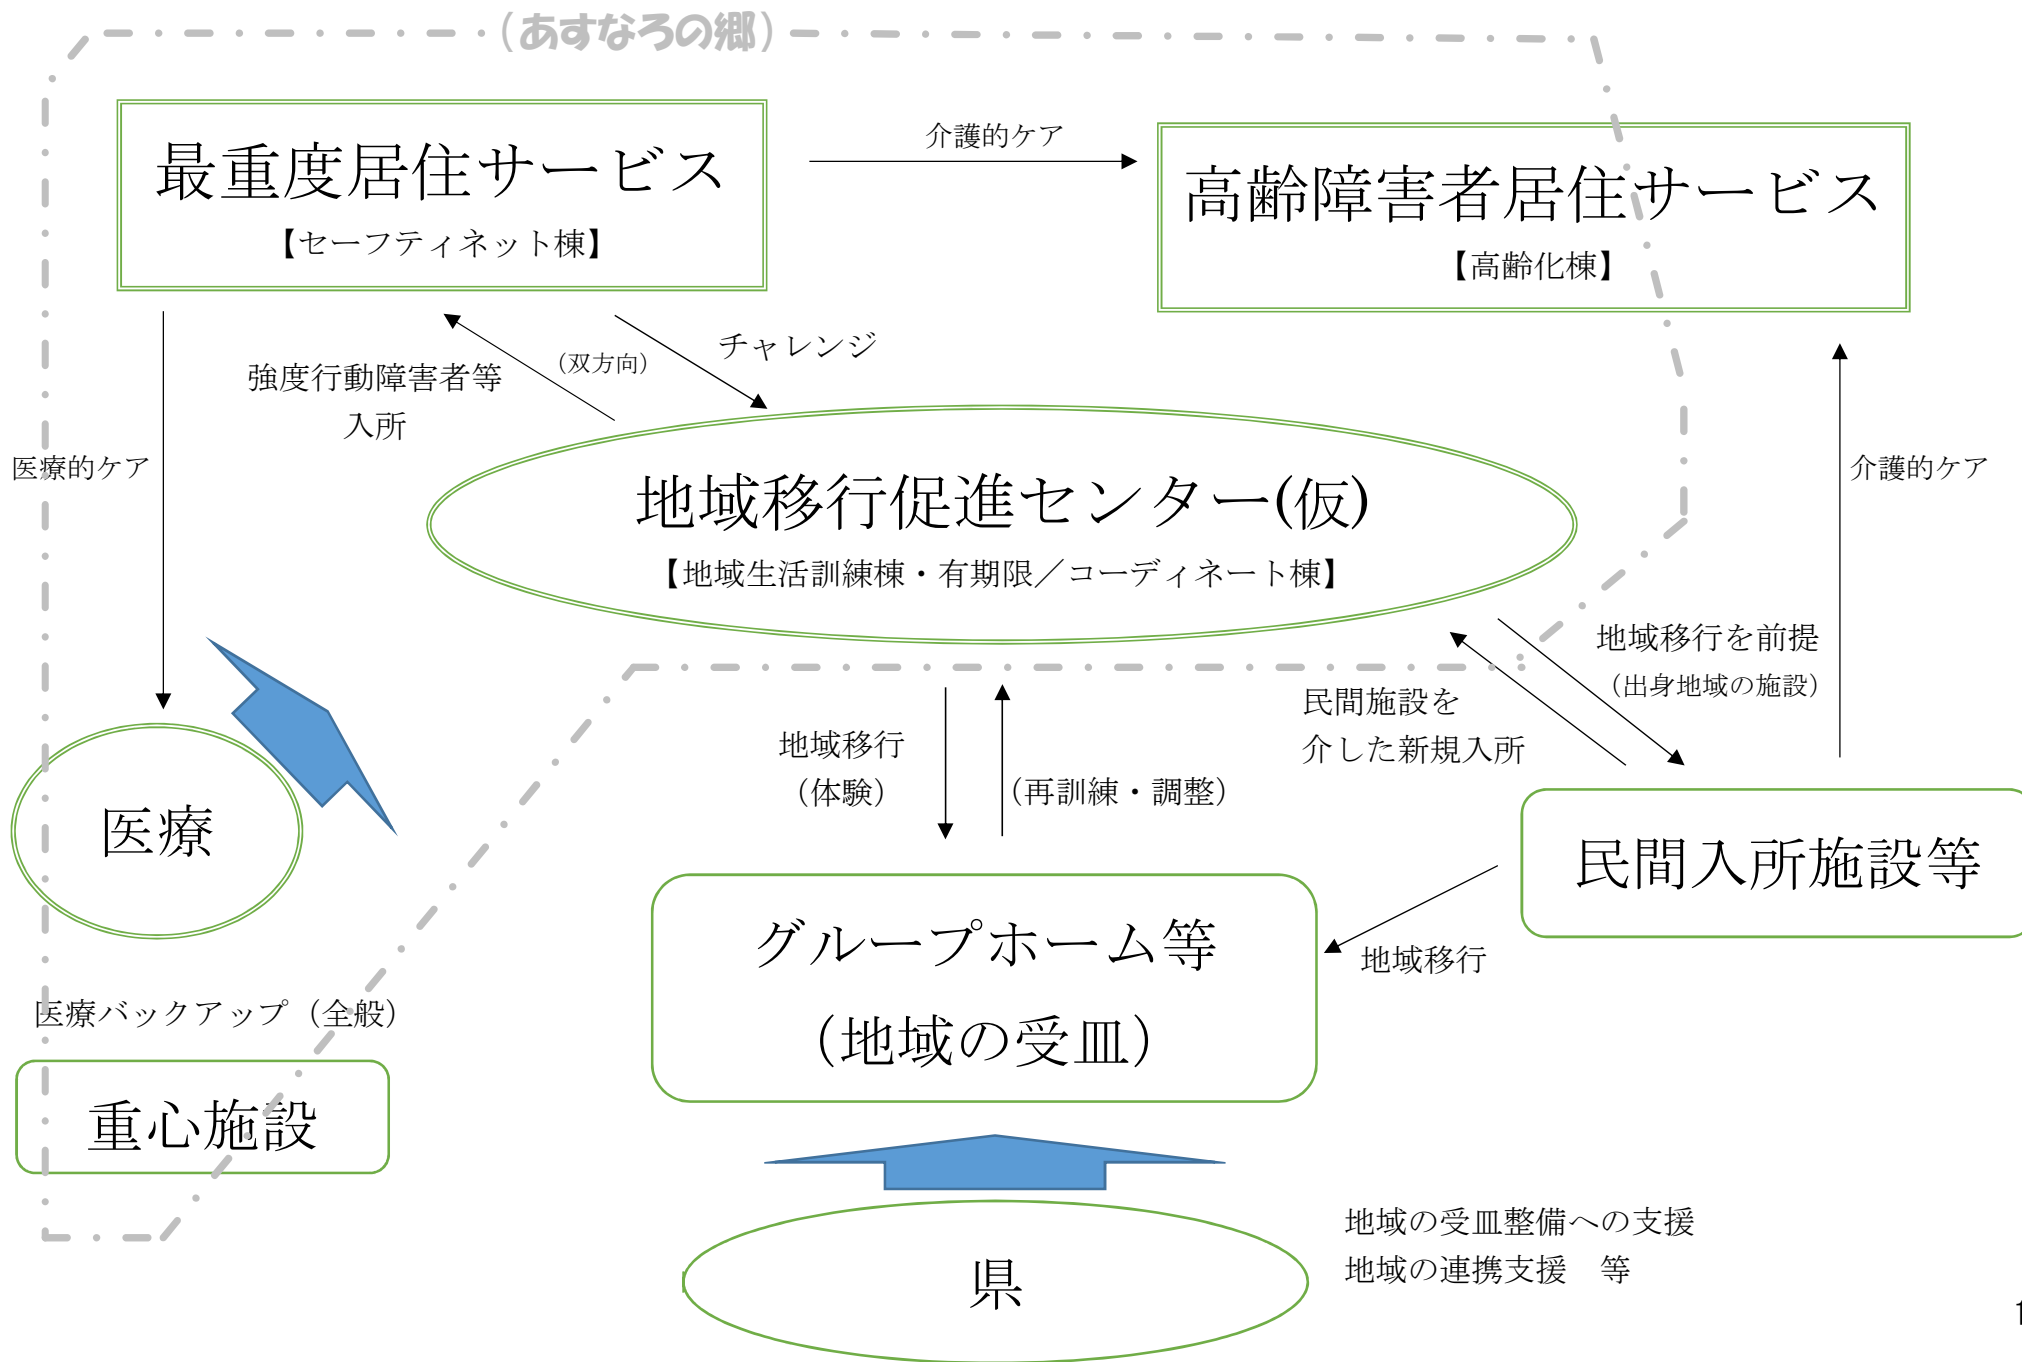 （あすなろの郷）
最重度居住サービス
【セーフティネット棟】
介護的ケア
高齢障害者居住サービス
【高齢化棟】
強度行動障害者等
入所
（双方向）
チャレンジ
医療的ケア
介護的ケア
地域移行促進センター(仮)
【地域生活訓練棟・有期限／コーディネート棟】
地域移行を前提
（出身地域の施設）
民間施設を
介した新規入所
地域移行
（体験）
（再訓練・調整）
医療
民間入所施設等
グループホーム等
（地域の受皿）
地域移行
医療バックアップ（全般）
重心施設
県
地域の受皿整備への支援
地域の連携支援　等
1